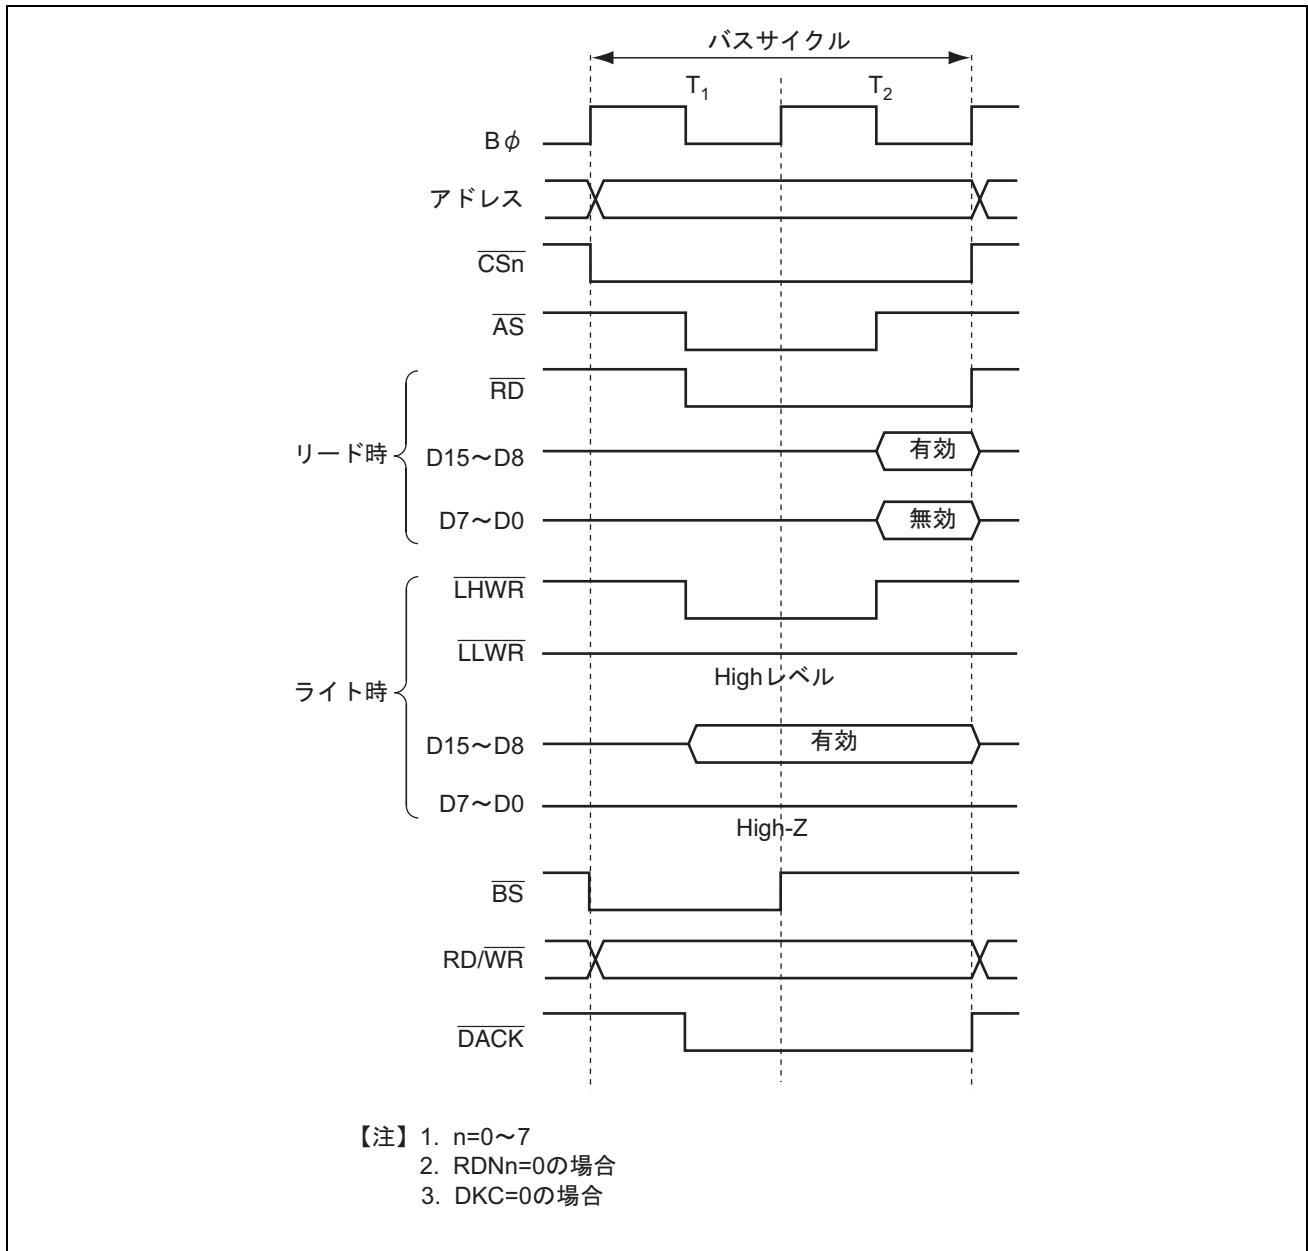 バスサイクル
T1 T2
Bφ
アドレス
CSn
AS
RD
リード時
D15～D8 有効
D7～D0 無効
LHWR
LLWR
Highレベル
ライト時
D15～D8 有効
D7～D0
High-Z
BS
RD/WR
DACK
【注】 1. n=0～7
2. RDNn=0の場合
3. DKC=0の場合